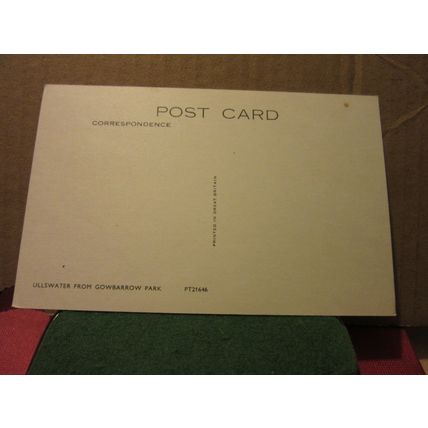 POST CARD
CORRESPONDENCE
PRINTED IN GREAT BRITAIN
ULLSWATER FROM GOWBARROW PARK PT21646